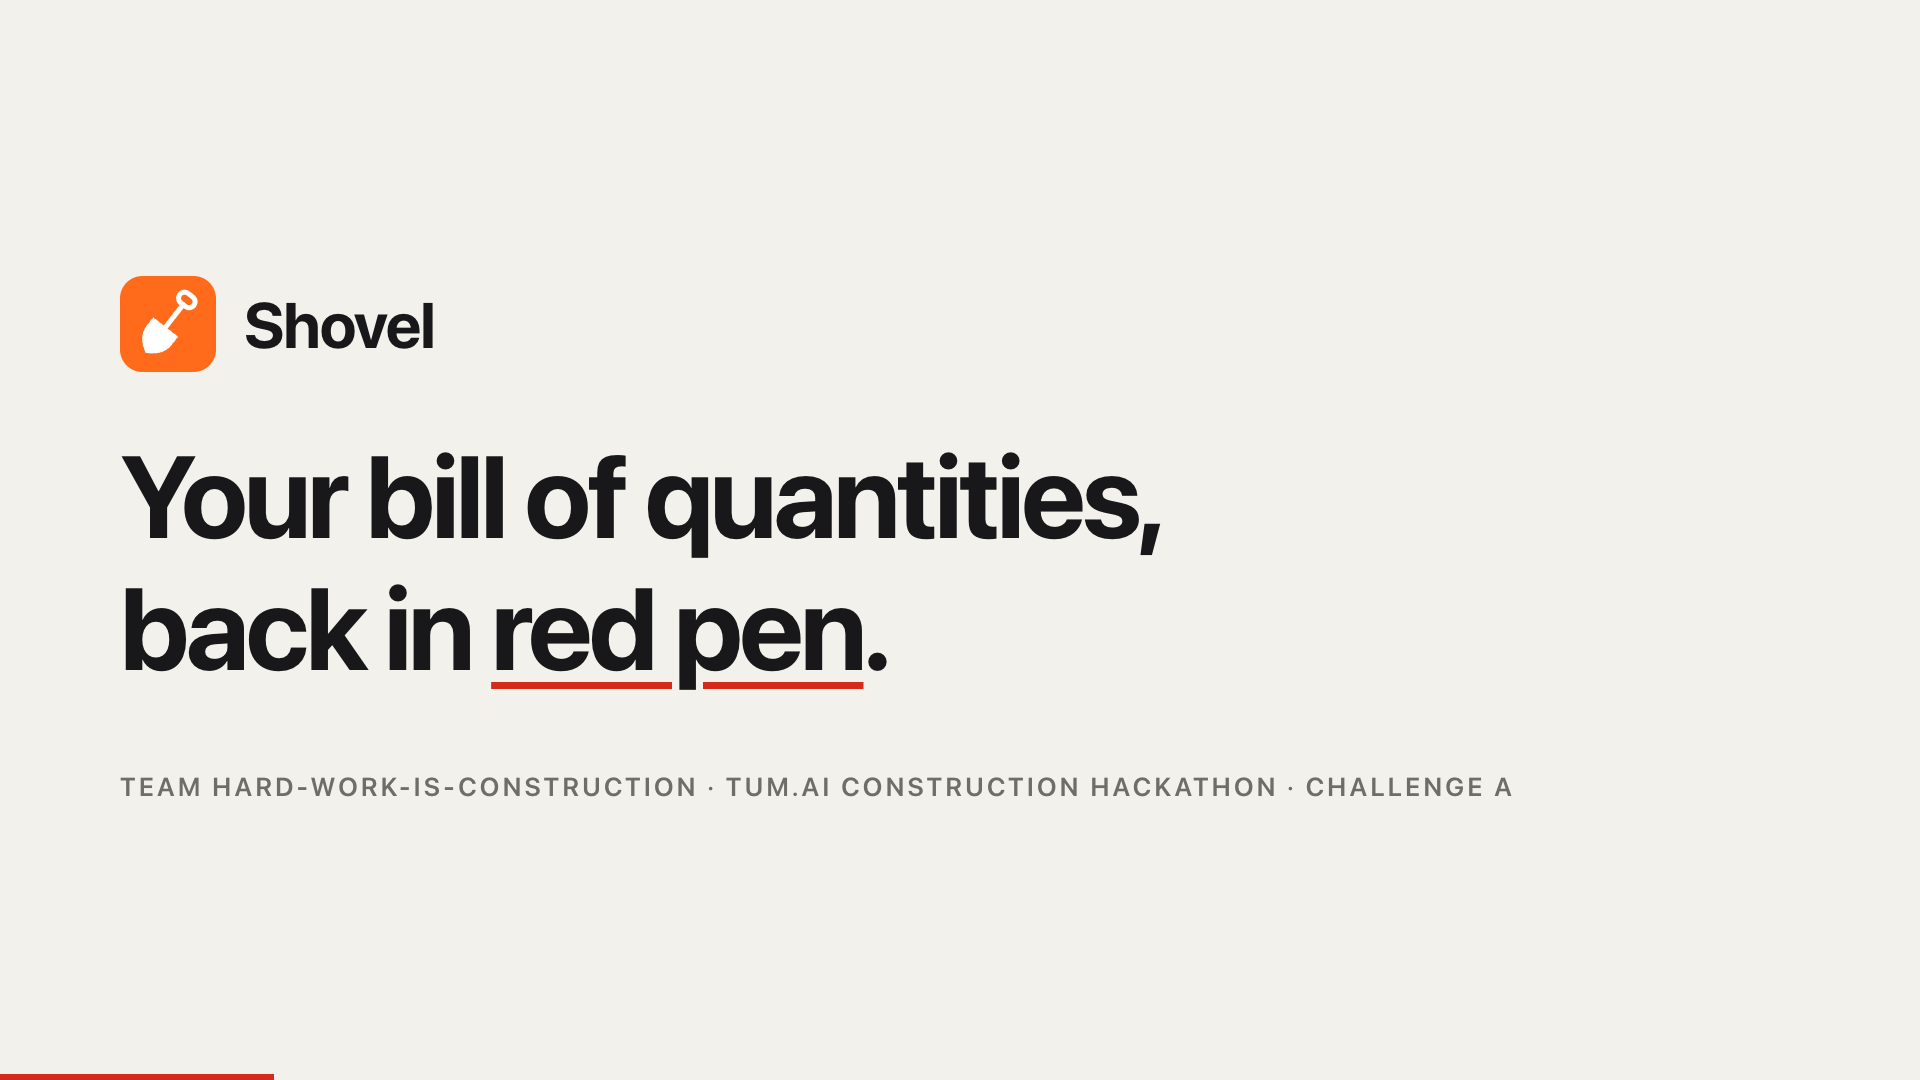 Shovel
Your bill of quantities,
back in red pen.
TEAM HARD-WORK-IS-CONSTRUCTION · TUM.AI CONSTRUCTION HACKATHON · CHALLENGE A